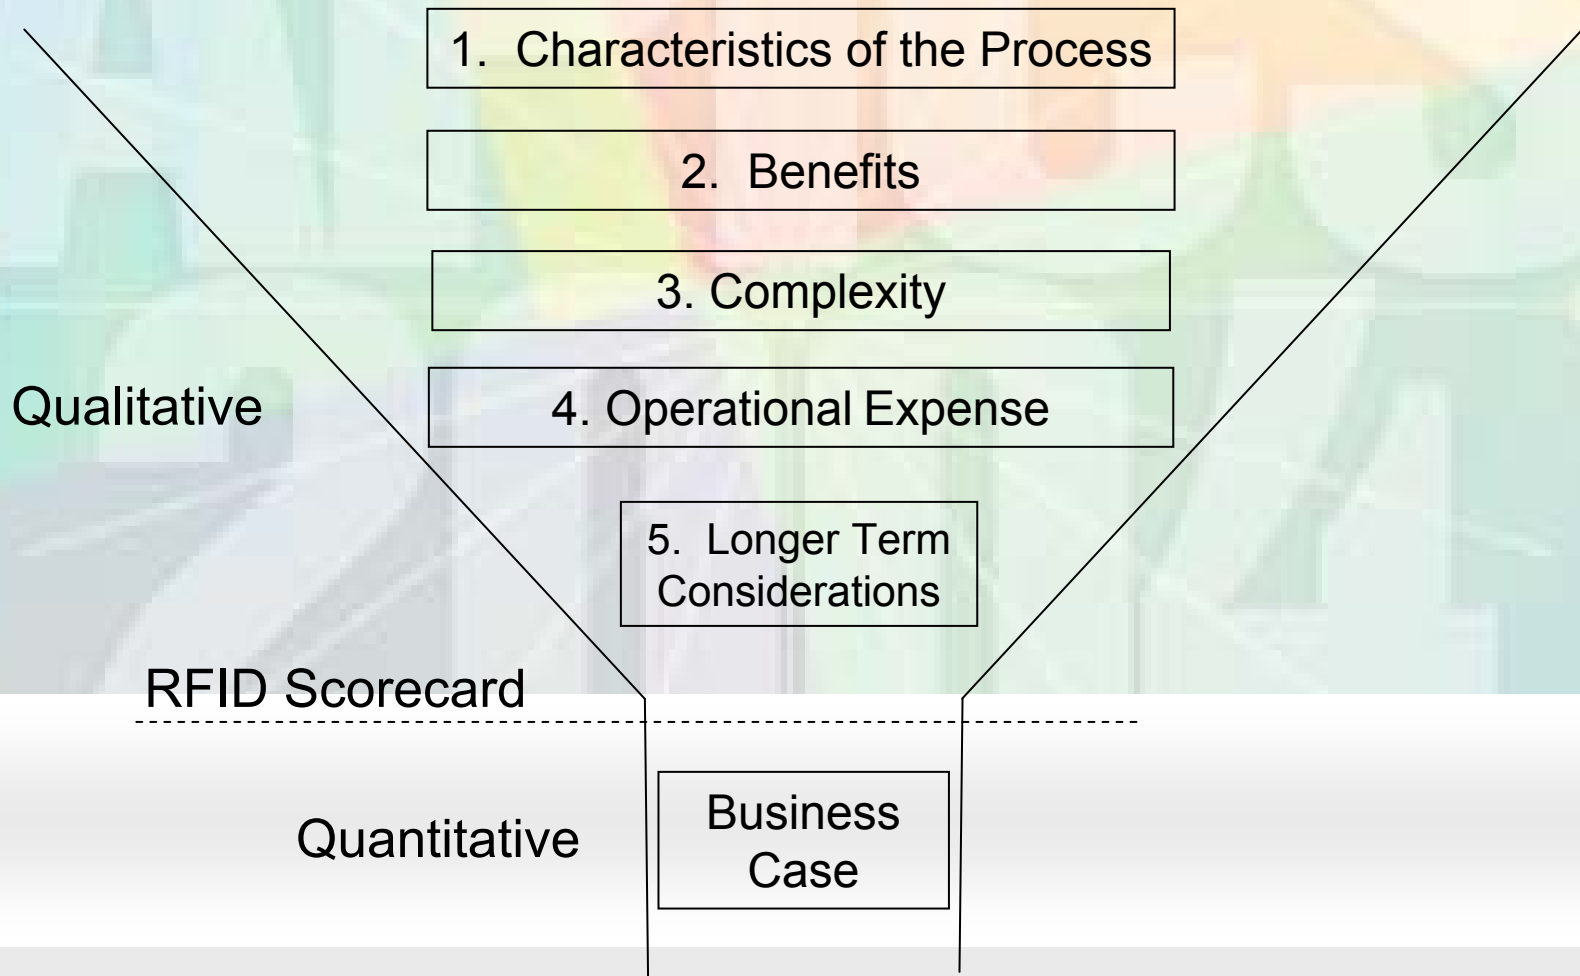 1. Characteristics of the Process
2. Benefits
3. Complexity
Qualitative
4. Operational Expense
5. Longer Term
Considerations
RFID Scorecard
Quantitative
Business
Case